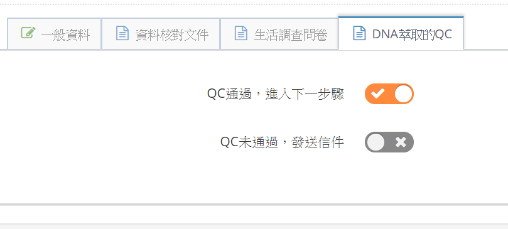 一般資料
資料核對文件
生活調查問卷
DNA萃取的QC
QC通過，進入下一步驟
QC未通過，發送信件